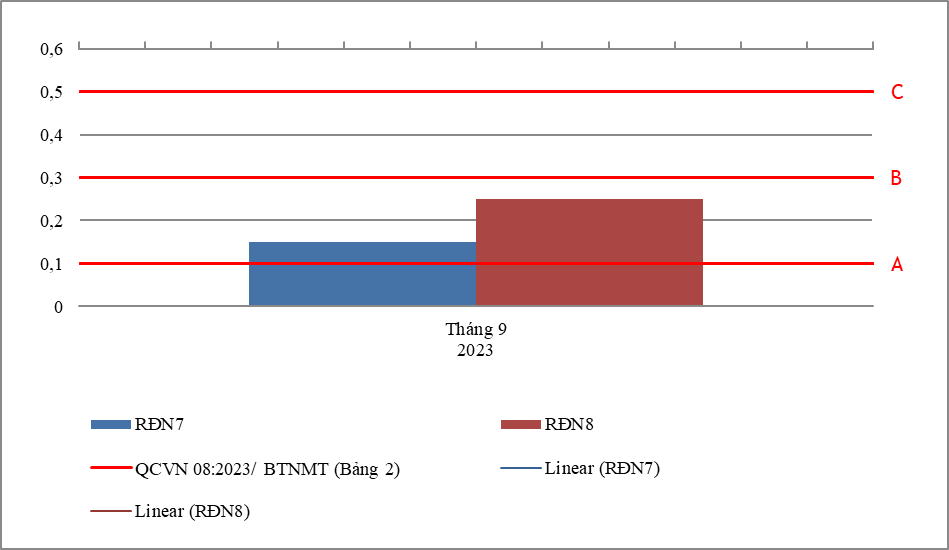 0,6
0,5
C
0,4
0,3
B
0,2
0,1
A
0
Tháng 9
2023
RĐN7
RĐN8
QCVN 08:2023/ BTNMT (Bảng 2)
Linear (RĐN7)
Linear (RĐN8)